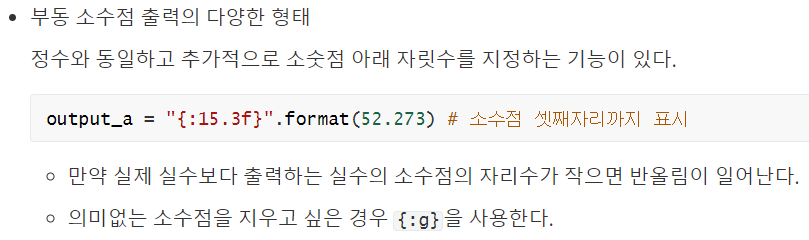 부동 소수점 출력의 다양한 형태
정수와 동일하고 추가적으로 소숫점 아래 자릿수를 지정하는 기능이 있다.
output_a = "{:15.3f}".format(52.273) # 소수점 셋째자리까지 표시
만약 실제 실수보다 출력하는 실수의 소수점의 자리수가 작으면 반올림이 일어난다.
의미없는 소수점을 지우고 싶은 경우 {:g}을 사용한다.